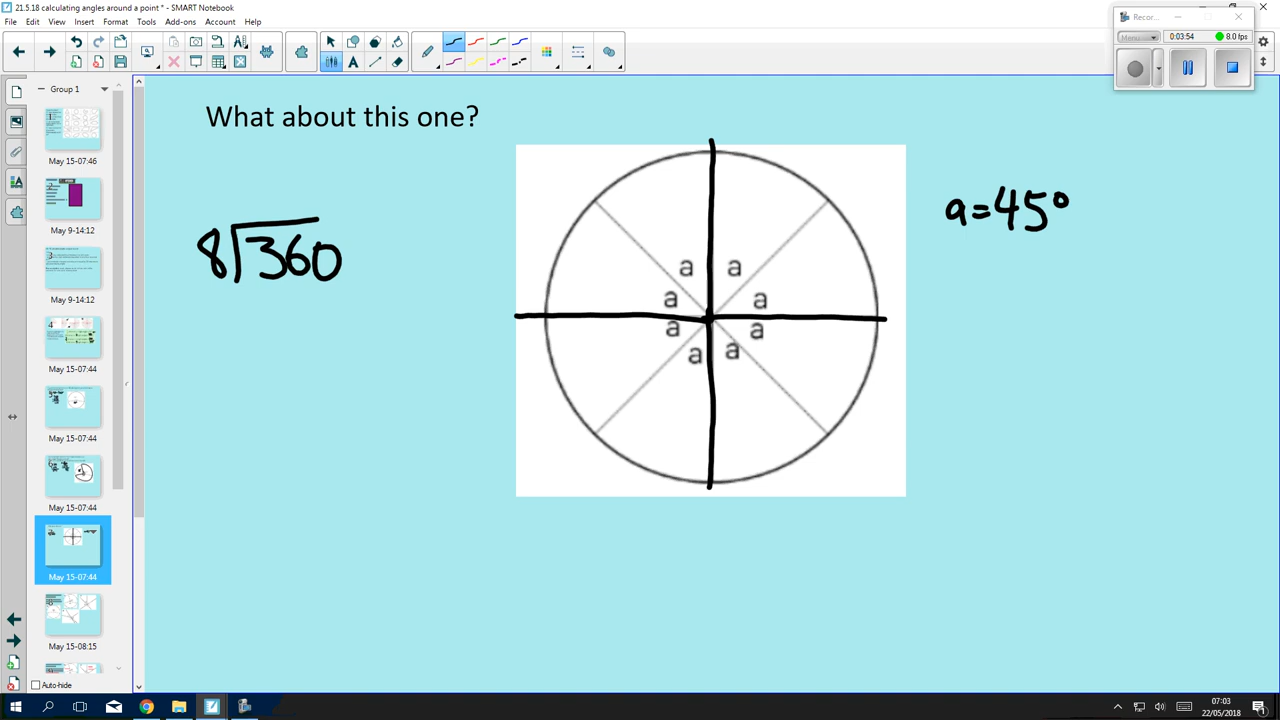 21.5.18 calculating angles around a point * - SMART Notebook
File Edit View Insert Format Tools Add-ons Account Help
Recor...
Menu
0:03:54
8.0 fps
Group 1
May 15-07:46
May 9-14:12
May 9-14:12
May 15-07:44
May 15-07:44
May 15-07:44
May 15-07:44
May 15-08:15
Auto-hide
What about this one?
8 360
a a
a a
a a
a a
a=45°
07:03
22/05/2018